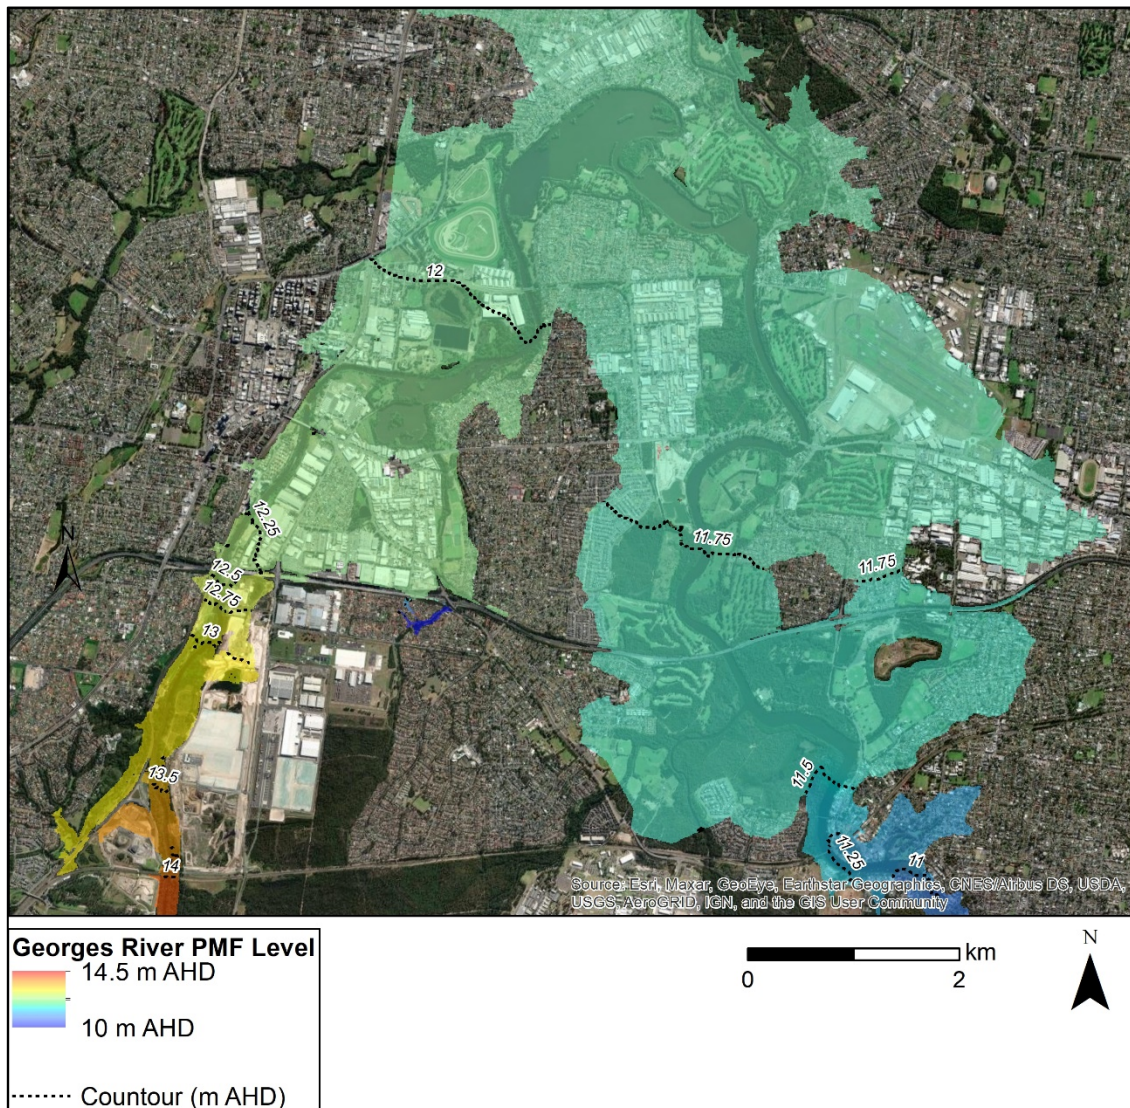 12
12.25
11.75
11.75
N
12.5
12.75
13
13.5
11.5
11.25
11
14
Source: Esri, Maxar, GeoEye, Earthstar Geographics, CNES/Airbus DS, USDA,
USGS, AeroGRID, IGN, and the GIS User Community
Georges River PMF Level
14.5 m AHD
10 m AHD
Countour (m AHD)
km
0
2
N